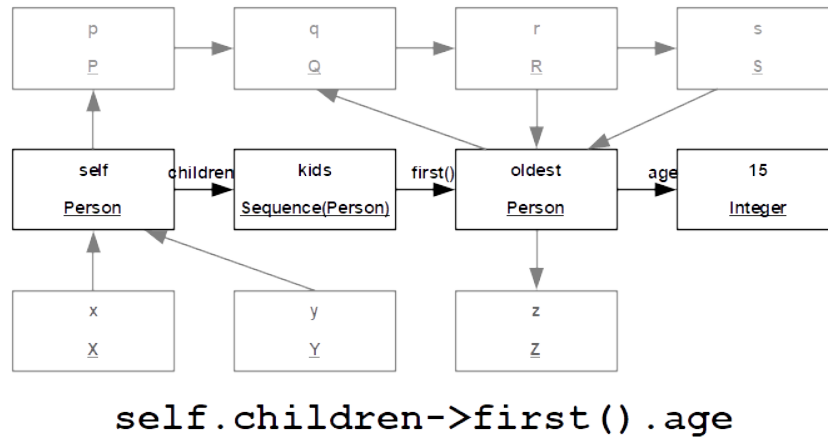 p q r s
P Q R S
self children kids first() oldest age 15
Person Sequence(Person) Person Integer
x y z
X Y Z
self.children->first().age